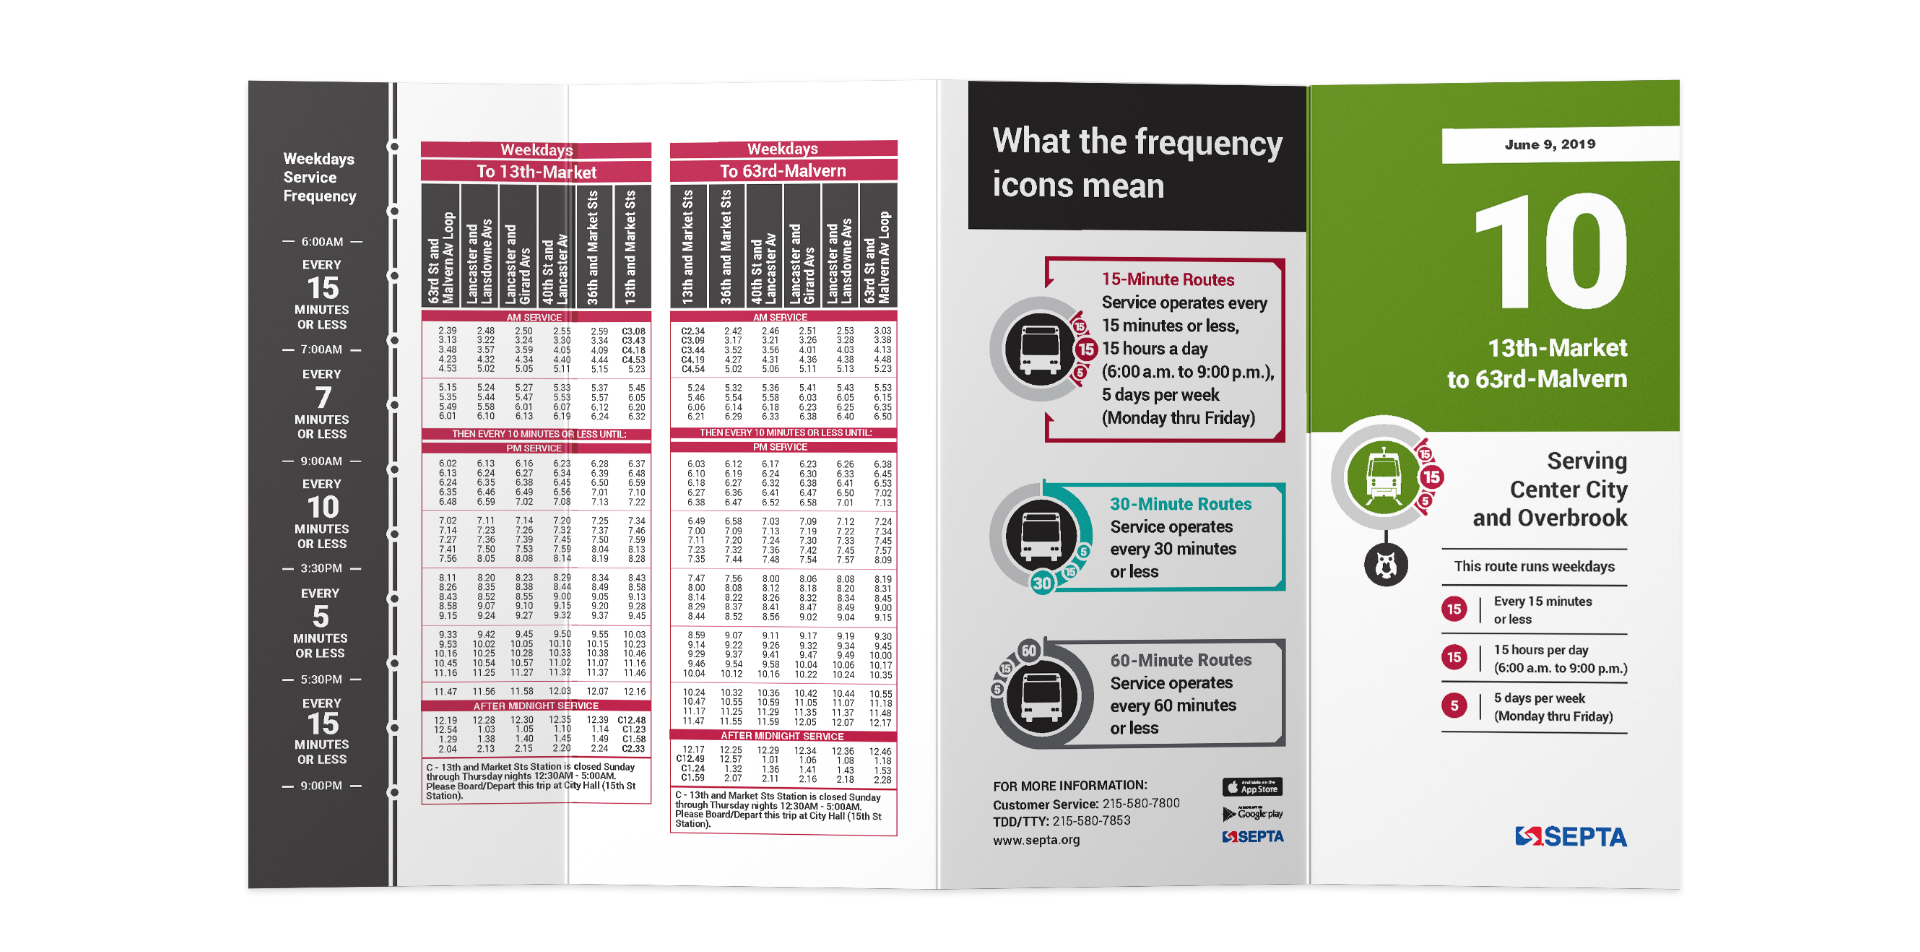 Weekdays
Service
Frequency
6:00AM
EVERY
15
MINUTES
OR LESS
7:00AM
EVERY
7
MINUTES
OR LESS
9:00AM
EVERY
10
MINUTES
OR LESS
3:30PM
EVERY
5
MINUTES
OR LESS
5:30PM
EVERY
15
MINUTES
OR LESS
9:00PM
Weekdays
To 13th-Market
63rd St and Malvern Av Loop
Lancaster and Lansdowne Avs
Lancaster and Girard Avs
40th St and Lancaster Av
36th and Market Sts
13th and Market Sts
AM SERVICE
2.39 2.48 2.50 2.55 2.59 C3.08
3.13 3.22 3.24 3.30 3.34 C3.43
3.48 3.57 3.59 4.05 4.09 C4.18
4.23 4.32 4.34 4.40 4.44 C4.53
4.53 5.02 5.05 5.11 5.15 5.23
5.15 5.24 5.27 5.33 5.37 5.45
5.35 5.44 5.47 5.53 5.57 6.05
5.49 5.58 6.01 6.07 6.12 6.20
6.01 6.10 6.13 6.19 6.24 6.32
THEN EVERY 10 MINUTES OR LESS UNTIL:
PM SERVICE
6.02 6.13 6.16 6.23 6.28 6.37
6.13 6.24 6.27 6.34 6.39 6.48
6.24 6.35 6.38 6.45 6.50 6.59
6.35 6.46 6.49 6.56 7.01 7.10
6.48 6.59 7.02 7.08 7.13 7.22
7.02 7.11 7.14 7.20 7.25 7.34
7.14 7.23 7.26 7.32 7.37 7.46
7.27 7.36 7.39 7.45 7.50 7.59
7.41 7.50 7.53 7.59 8.04 8.13
7.56 8.05 8.08 8.14 8.19 8.28
8.11 8.20 8.23 8.29 8.34 8.43
8.26 8.35 8.38 8.44 8.49 8.58
8.43 8.52 8.55 9.00 9.05 9.13
8.58 9.07 9.10 9.15 9.20 9.28
9.15 9.24 9.27 9.32 9.37 9.45
9.33 9.42 9.45 9.50 9.55 10.03
9.53 10.02 10.05 10.10 10.15 10.23
10.16 10.25 10.28 10.33 10.38 10.46
10.45 10.54 10.57 11.02 11.07 11.16
11.16 11.25 11.27 11.32 11.37 11.46
11.47 11.56 11.58 12.03 12.07 12.16
AFTER MIDNIGHT SERVICE
12.19 12.28 12.30 12.35 12.39 C12.48
12.54 1.03 1.05 1.10 1.14 C1.23
1.29 1.38 1.40 1.45 1.49 C1.58
2.04 2.13 2.15 2.20 2.24 C2.33
C - 13th and Market Sts Station is closed Sunday
through Thursday nights 12:30AM - 5:00AM.
Please Board/Depart this trip at City Hall (15th St
Station).
Weekdays
To 63rd-Malvern
13th and Market Sts
36th and Market Sts
40th St and Lancaster Av
Lancaster and Girard Avs
Lancaster and Lansdowne Avs
63rd St and Malvern Av Loop
AM SERVICE
C2.34 2.42 2.46 2.51 2.53 3.03
C3.09 3.17 3.21 3.26 3.28 3.38
C3.44 3.52 3.56 4.01 4.03 4.13
C4.19 4.27 4.31 4.36 4.38 4.48
C4.54 5.02 5.06 5.11 5.13 5.23
5.24 5.32 5.36 5.41 5.43 5.53
5.46 5.54 5.58 6.03 6.05 6.15
6.06 6.14 6.18 6.23 6.25 6.35
6.21 6.29 6.33 6.38 6.40 6.50
THEN EVERY 10 MINUTES OR LESS UNTIL:
PM SERVICE
6.03 6.12 6.17 6.23 6.26 6.38
6.10 6.19 6.24 6.30 6.33 6.45
6.18 6.27 6.32 6.38 6.41 6.53
6.27 6.36 6.41 6.47 6.50 7.02
6.38 6.47 6.52 6.58 7.01 7.13
6.49 6.58 7.03 7.09 7.12 7.24
7.00 7.09 7.13 7.19 7.22 7.34
7.11 7.20 7.24 7.30 7.33 7.45
7.23 7.32 7.36 7.42 7.45 7.57
7.35 7.44 7.48 7.54 7.57 8.09
7.47 7.56 8.00 8.06 8.08 8.19
8.00 8.08 8.12 8.18 8.20 8.31
8.14 8.22 8.26 8.32 8.34 8.45
8.29 8.37 8.41 8.47 8.49 9.00
8.44 8.52 8.56 9.02 9.04 9.15
8.59 9.07 9.11 9.17 9.19 9.30
9.14 9.22 9.26 9.32 9.34 9.45
9.29 9.37 9.41 9.47 9.49 10.00
9.46 9.54 9.58 10.04 10.06 10.17
10.04 10.12 10.16 10.22 10.24 10.35
10.24 10.32 10.36 10.42 10.44 10.55
10.47 10.55 10.59 11.05 11.07 11.18
11.17 11.25 11.29 11.35 11.37 11.48
11.47 11.55 11.59 12.05 12.07 12.17
AFTER MIDNIGHT SERVICE
12.17 12.25 12.29 12.34 12.36 12.46
C12.49 12.57 1.01 1.06 1.08 1.18
C1.24 1.32 1.36 1.41 1.43 1.53
C1.59 2.07 2.11 2.16 2.18 2.28
C - 13th and Market Sts Station is closed Sunday
through Thursday nights 12:30AM - 5:00AM.
Please Board/Depart this trip at City Hall (15th St
Station).
What the frequency
icons mean
15
15
5
15-Minute Routes
Service operates every
15 minutes or less,
15 hours a day
(6:00 a.m. to 9:00 p.m.),
5 days per week
(Monday thru Friday)
5
15
30
30-Minute Routes
Service operates
every 30 minutes
or less
60
15
5
60-Minute Routes
Service operates
every 60 minutes
or less
FOR MORE INFORMATION:
Customer Service: 215-580-7800
TDD/TTY: 215-580-7853
www.septa.org
Available on the
App Store
Google play
SEPTA
June 9, 2019
10
13th-Market
to 63rd-Malvern
15
15
5
Serving
Center City
and Overbrook
This route runs weekdays
15
Every 15 minutes
or less
15
15 hours per day
(6:00 a.m. to 9:00 p.m.)
5
5 days per week
(Monday thru Friday)
SEPTA